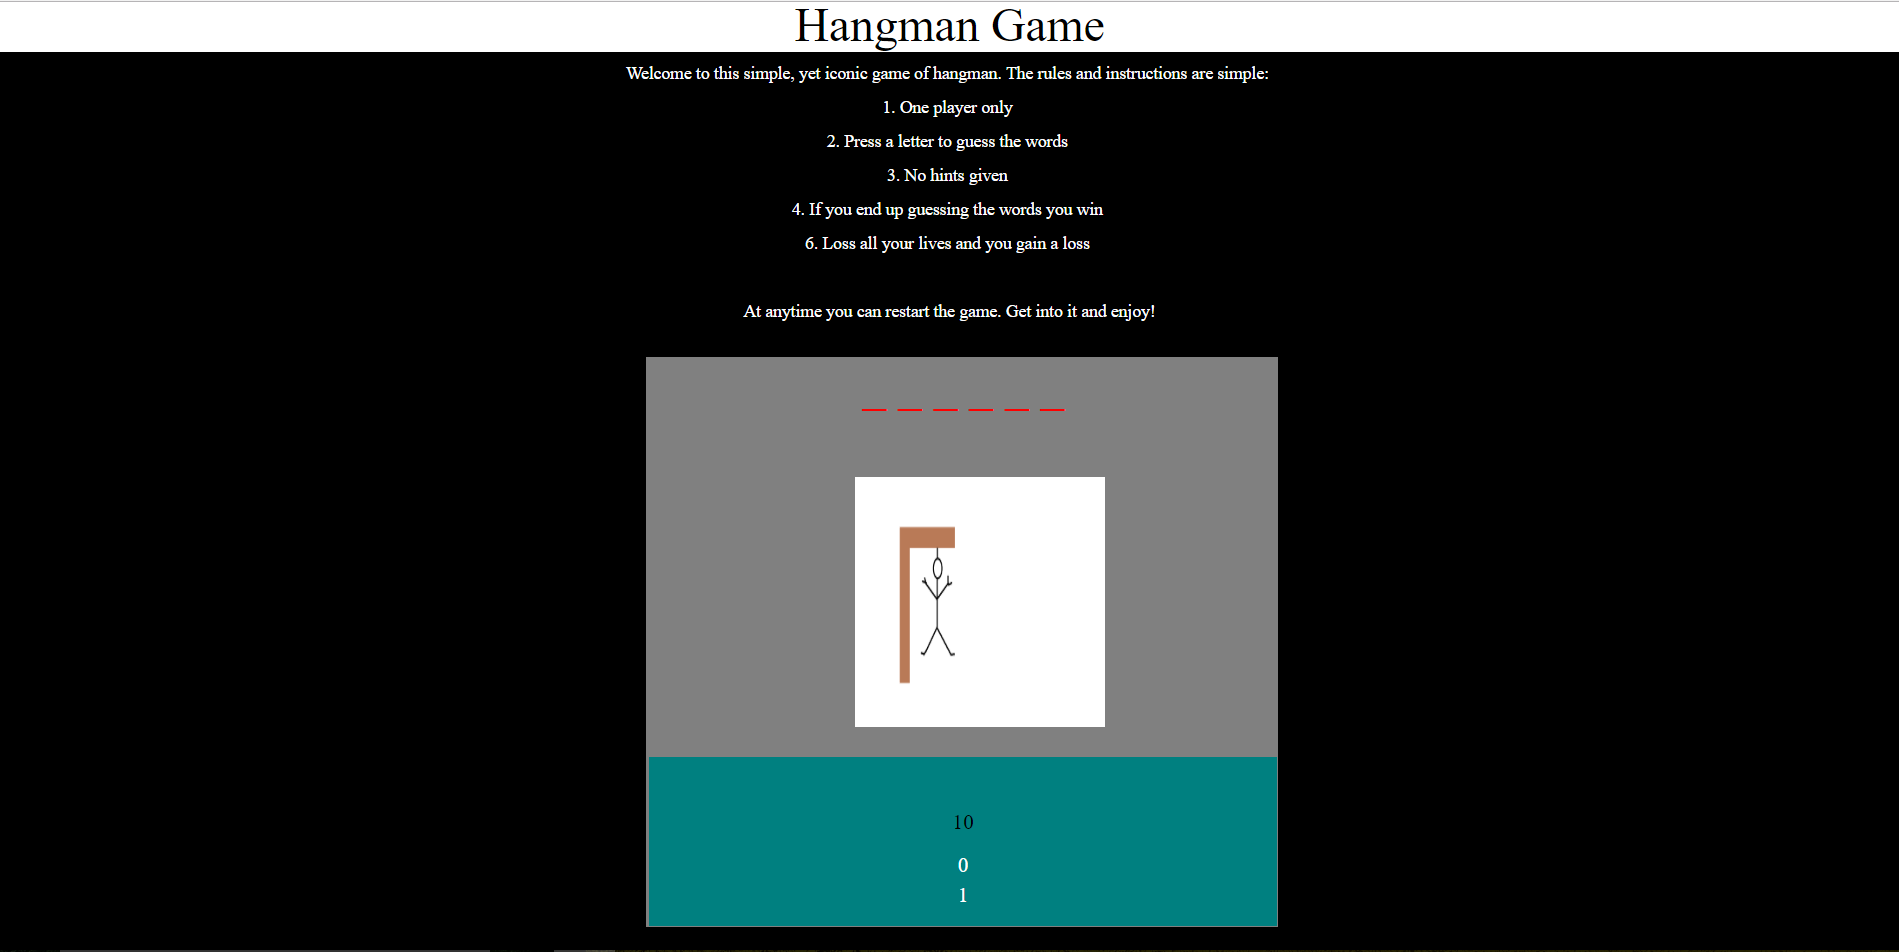 Hangman Game
Welcome to this simple, yet iconic game of hangman. The rules and instructions are simple:
1. One player only
2. Press a letter to guess the words
3. No hints given
4. If you end up guessing the words you win
6. Loss all your lives and you gain a loss
At anytime you can restart the game. Get into it and enjoy!
_ _ _ _ _ _
10
0
1